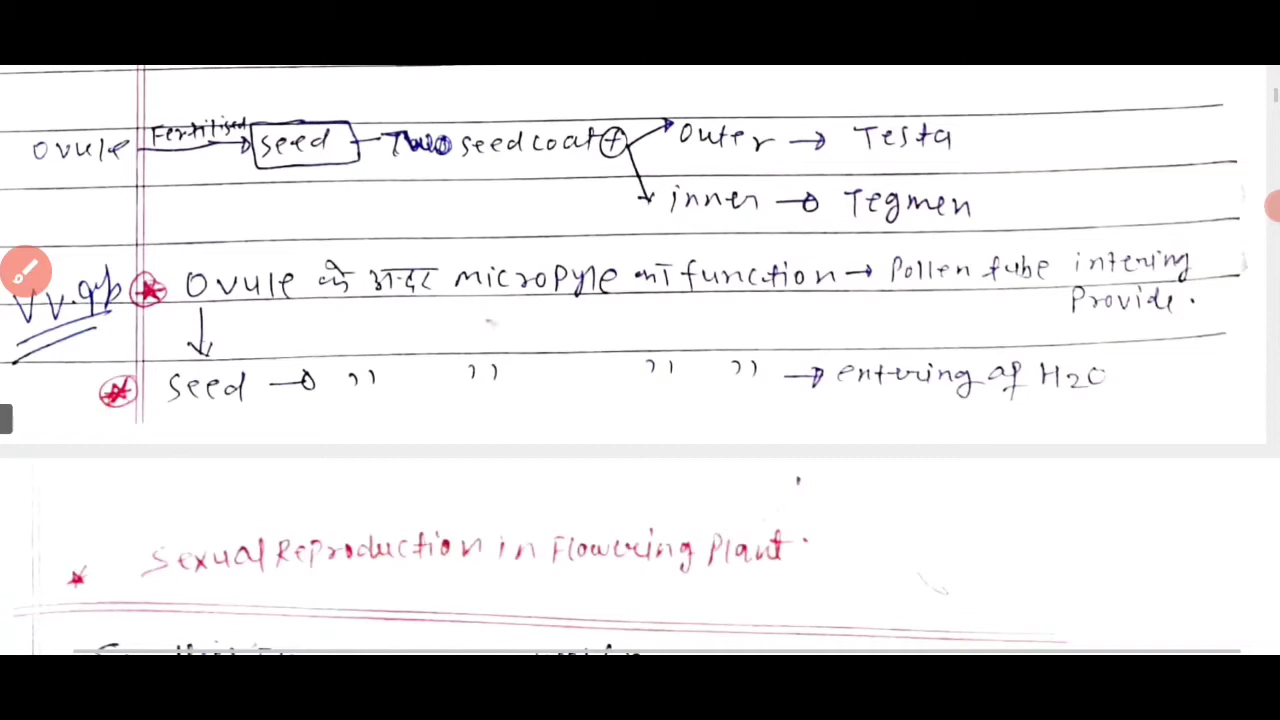 Ovule Fertilised seed Two seedcoat + Outer → Testa
inner → Tegmen
Ovule के अन्दर micropyle का function → Pollen tube intering
Provide.
Seed → ,, ,, ,, ,, → entering of H2O
Sexual Reproduction in Flowering Plant.